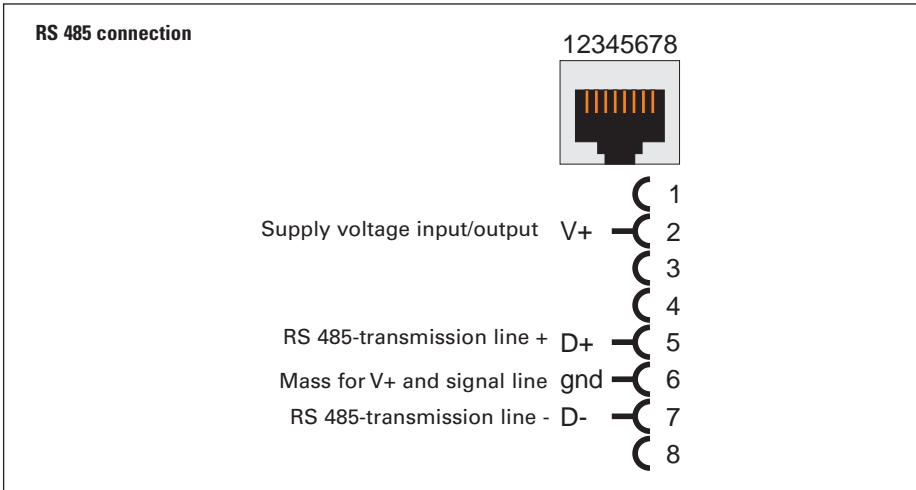 RS 485 connection
12345678
1
Supply voltage input/output V+ 2
3
4
RS 485-transmission line + D+ 5
Mass for V+ and signal line gnd 6
RS 485-transmission line - D- 7
8